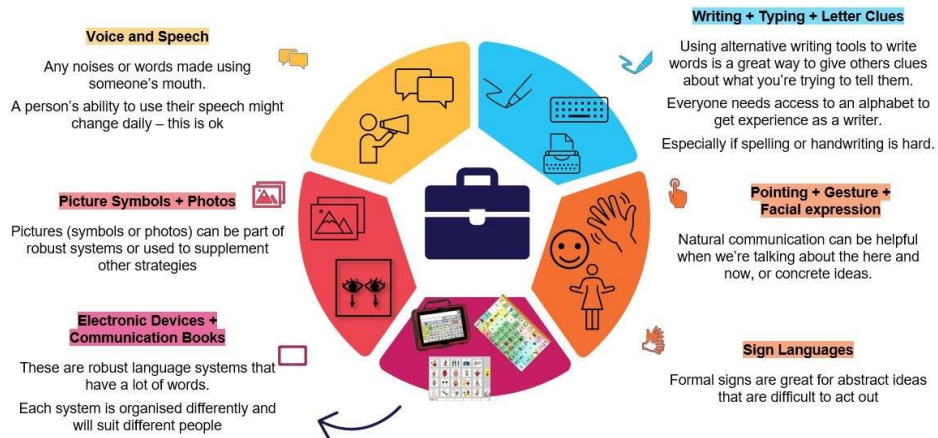 Voice and Speech
Any noises or words made using
someone's mouth.
A person's ability to use their speech might
change daily – this is ok
Picture Symbols + Photos
Pictures (symbols or photos) can be part of
robust systems or used to supplement
other strategies
Electronic Devices +
Communication Books
These are robust language systems that
have a lot of words.
Each system is organised differently and
will suit different people
Writing + Typing + Letter Clues
Using alternative writing tools to write
words is a great way to give others clues
about what you're trying to tell them.
Everyone needs access to an alphabet to
get experience as a writer.
Especially if spelling or handwriting is hard.
Pointing + Gesture +
Facial expression
Natural communication can be helpful
when we're talking about the here and
now, or concrete ideas.
Sign Languages
Formal signs are great for abstract ideas
that are difficult to act out